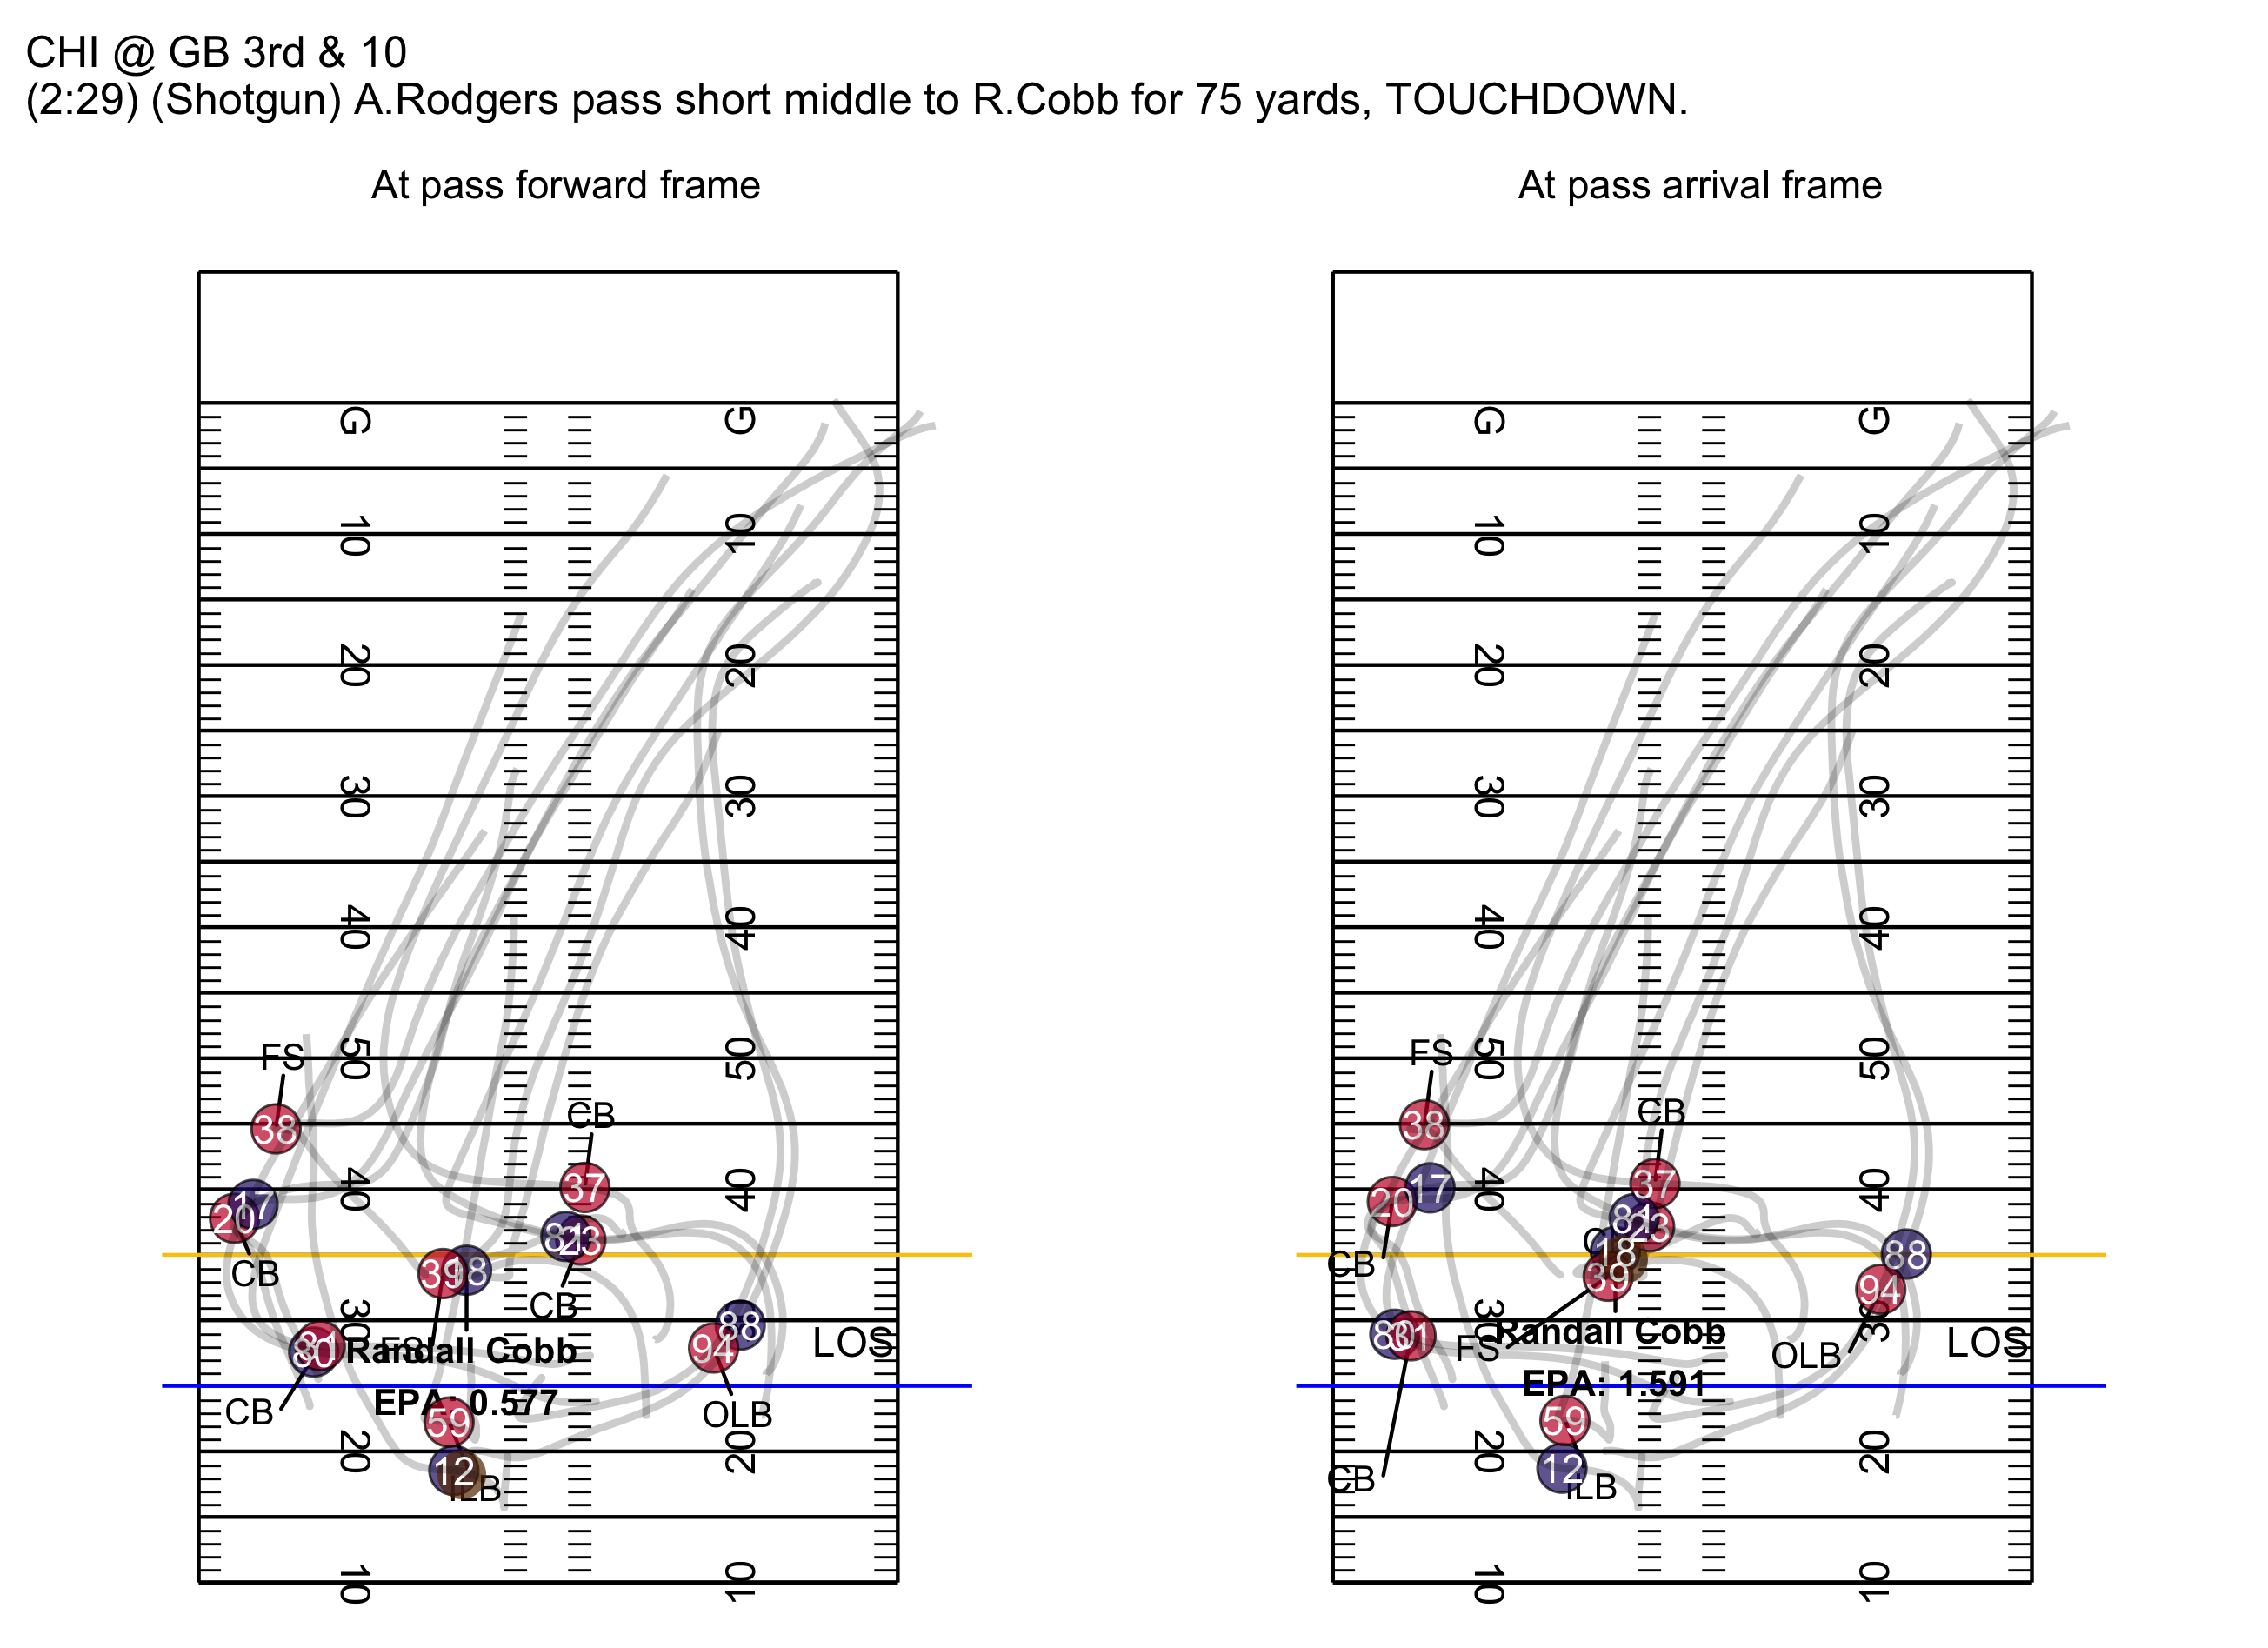 CHI @ GB 3rd & 10
(2:29) (Shotgun) A.Rodgers pass short middle to R.Cobb for 75 yards, TOUCHDOWN.
At pass forward frame
At pass arrival frame
G G
10 10
20 20
30 30
40 40
50 50
FS
38
CB
37
40 40
17
20
CB
23
CB
39
18
FS
30
88
94
OLB
LOS
81
80
CB
Randall Cobb
EPA: 0.577
59
12
ILB
20 20
10 10
G G
10 10
20 20
30 30
40 40
50 50
FS
38
CB
37
40 40
17
20
CB
81
23
18
39
FS
88
94
OLB
30 30
LOS
80
81
CB
Randall Cobb
EPA: 1.591
59
12
ILB
20 20
10 10